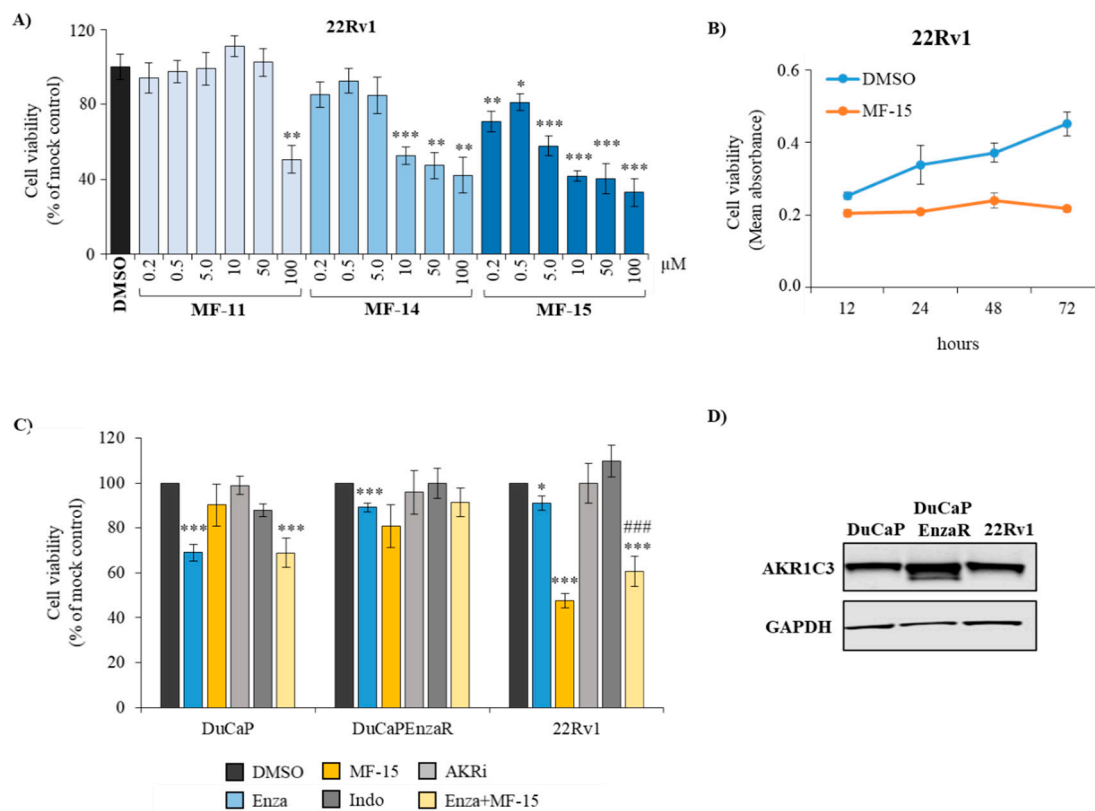 A)
22Rv1
Cell viability
(% of mock control)
120
80
40
0
**
***
**
**
**
*
***
***
***
***
DMSO
0.2
0.5
5.0
10
50
100
0.2
0.5
5.0
10
50
100
0.2
0.5
5.0
10
50
100
µM
MF-11
MF-14
MF-15
B)
22Rv1
DMSO
MF-15
Cell viability
(Mean absorbance)
0.6
0.4
0.2
0.0
12
24
48
72
hours
C)
Cell viability
(% of mock control)
120
100
80
60
40
20
0
***
***
***
*
***
###
***
DuCaP
DuCaPEnzaR
22Rv1
DMSO
MF-15
AKRi
Enza
Indo
Enza+MF-15
D)
DuCaP
DuCaP
EnzaR
22Rv1
AKR1C3
GAPDH